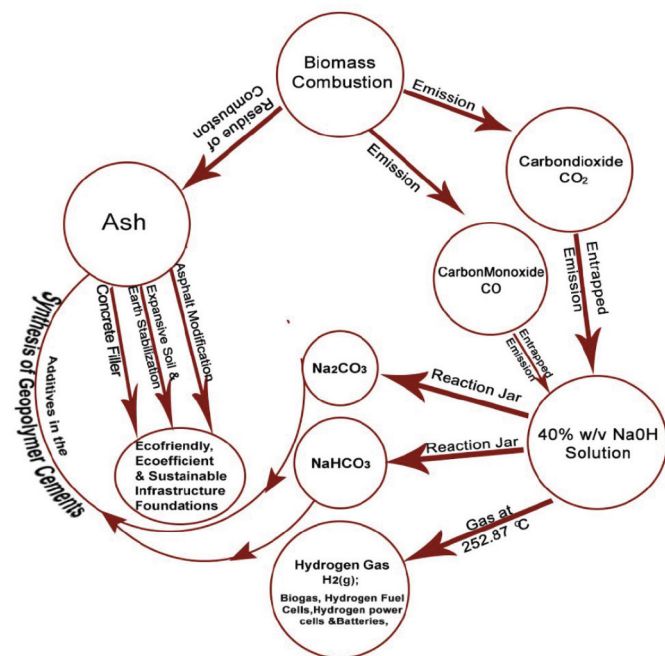 Biomass
Combustion
Emission
Residue of
Combuston
Emission
Carbondioxide
CO₂
Ash
CarbonMonoxide
CO
Entrapped
Emission
Entrapped
Emission
Asphalt Modification
Expansive Soil &
Earth Stabilization
Concrete Filler
Synthesis of Geopolymer Cements
Additives in the
Na₂CO₃
Reaction Jar
40% w/v Na0H
Solution
Ecofriendly,
Ecoefficient
& Sustainable
Infrastructure
Foundations
NaHCO₃
Reaction Jar
Gas at
252.87 °C
Hydrogen Gas
H2(g);
Biogas, Hydrogen Fuel
Cells,Hydrogen power
cells &Batteries,